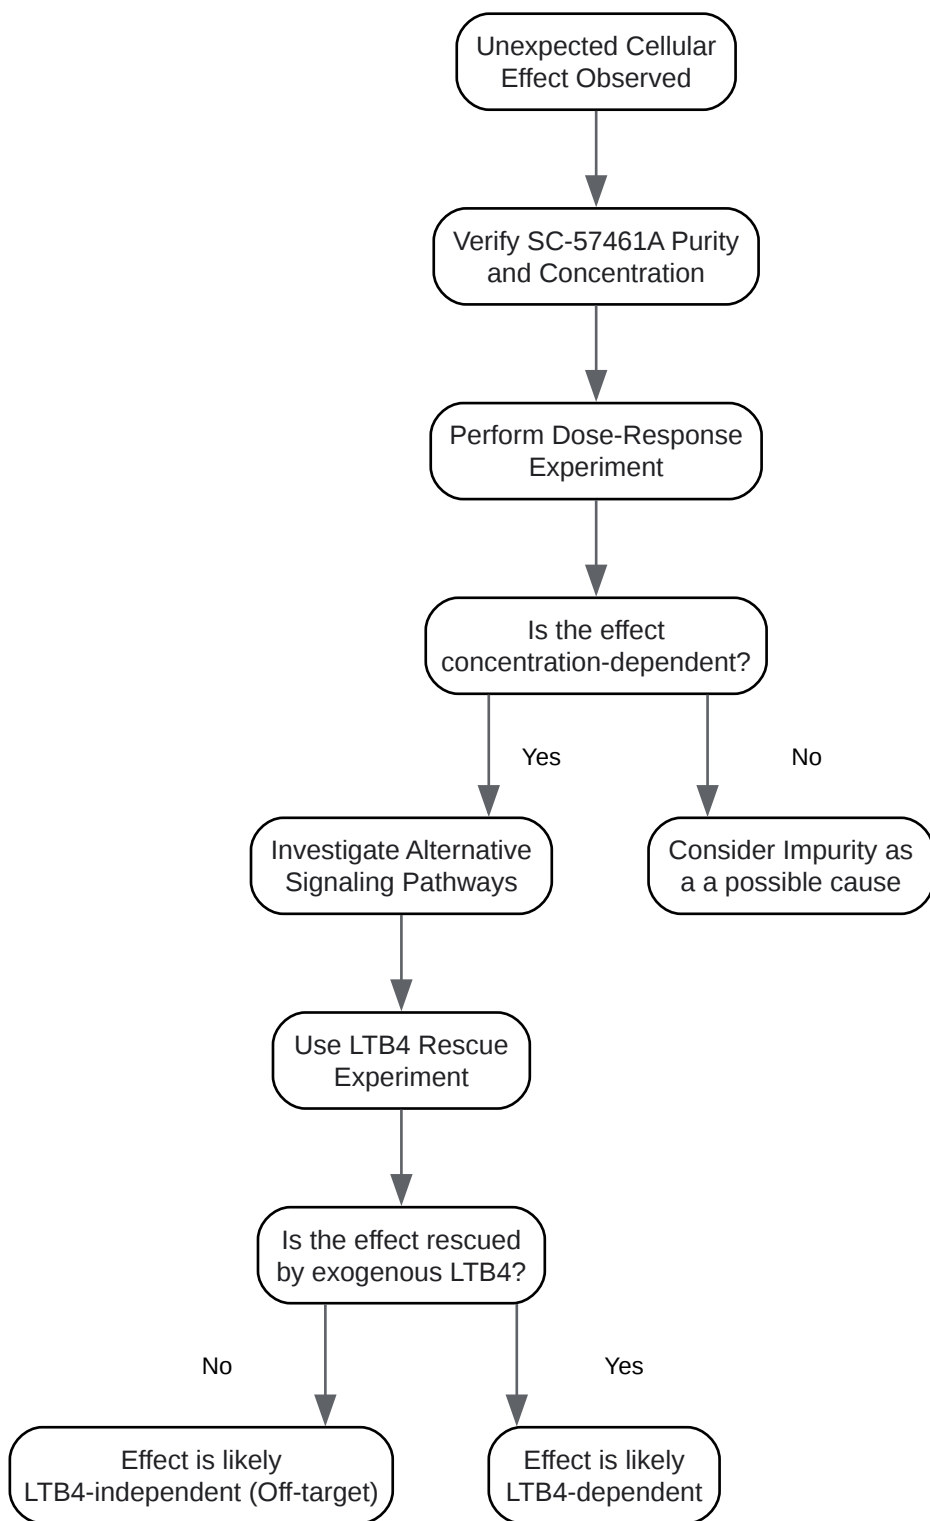 Unexpected Cellular
Effect Observed
Verify SC-57461A Purity
and Concentration
Perform Dose-Response
Experiment
Is the effect
concentration-dependent?
Yes
No
Investigate Alternative
Signaling Pathways
Consider Impurity as
a a possible cause
Use LTB4 Rescue
Experiment
Is the effect rescued
by exogenous LTB4?
No
Yes
Effect is likely
LTB4-independent (Off-target)
Effect is likely
LTB4-dependent